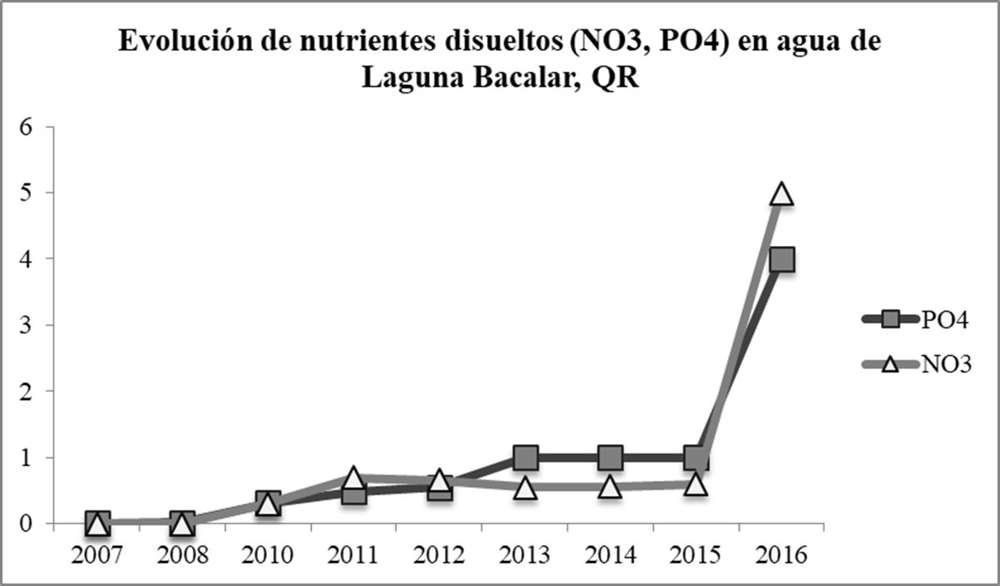 Evolución de nutrientes disueltos (NO3, PO4) en agua de
Laguna Bacalar, QR
6
5
4
3
2
1
0
2007 2008 2010 2011 2012 2013 2014 2015 2016
PO4
NO3